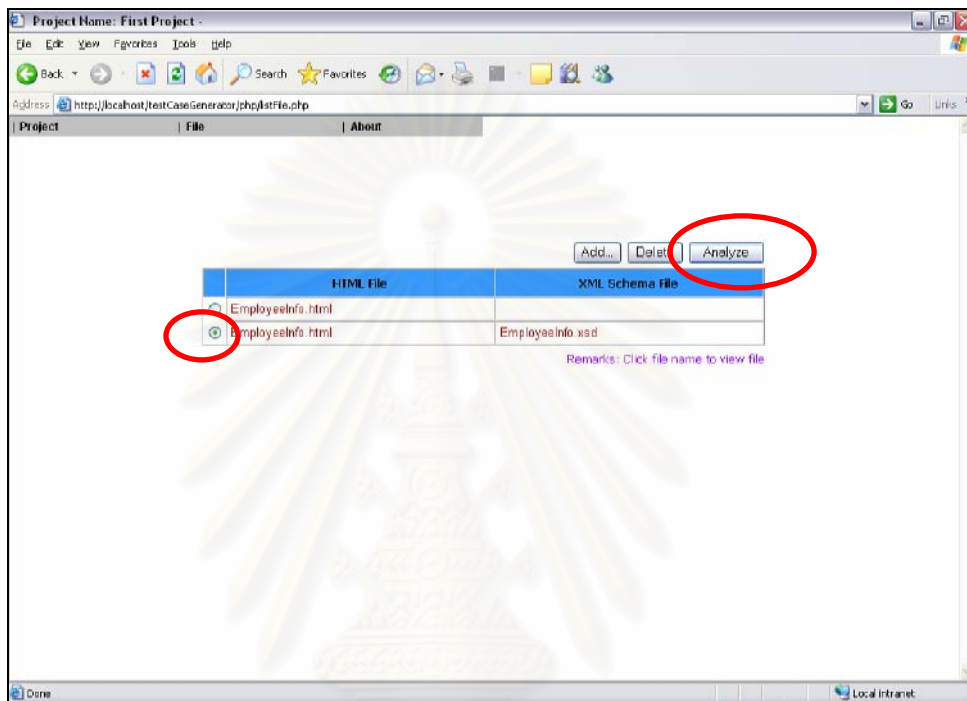 Project Name: First Project -
File Edit View Favorites Tools Help
Back Search Favorites
Address http://localhost/testCaseGenerator/php/listFile.php Go Links
| Project | File | About
Add... Delete Analyze
HTML File XML Schema File
EmployeeInfo.html
EmployeeInfo.html EmployeeInfo.xsd
Remarks: Click file name to view file
Done Local intranet